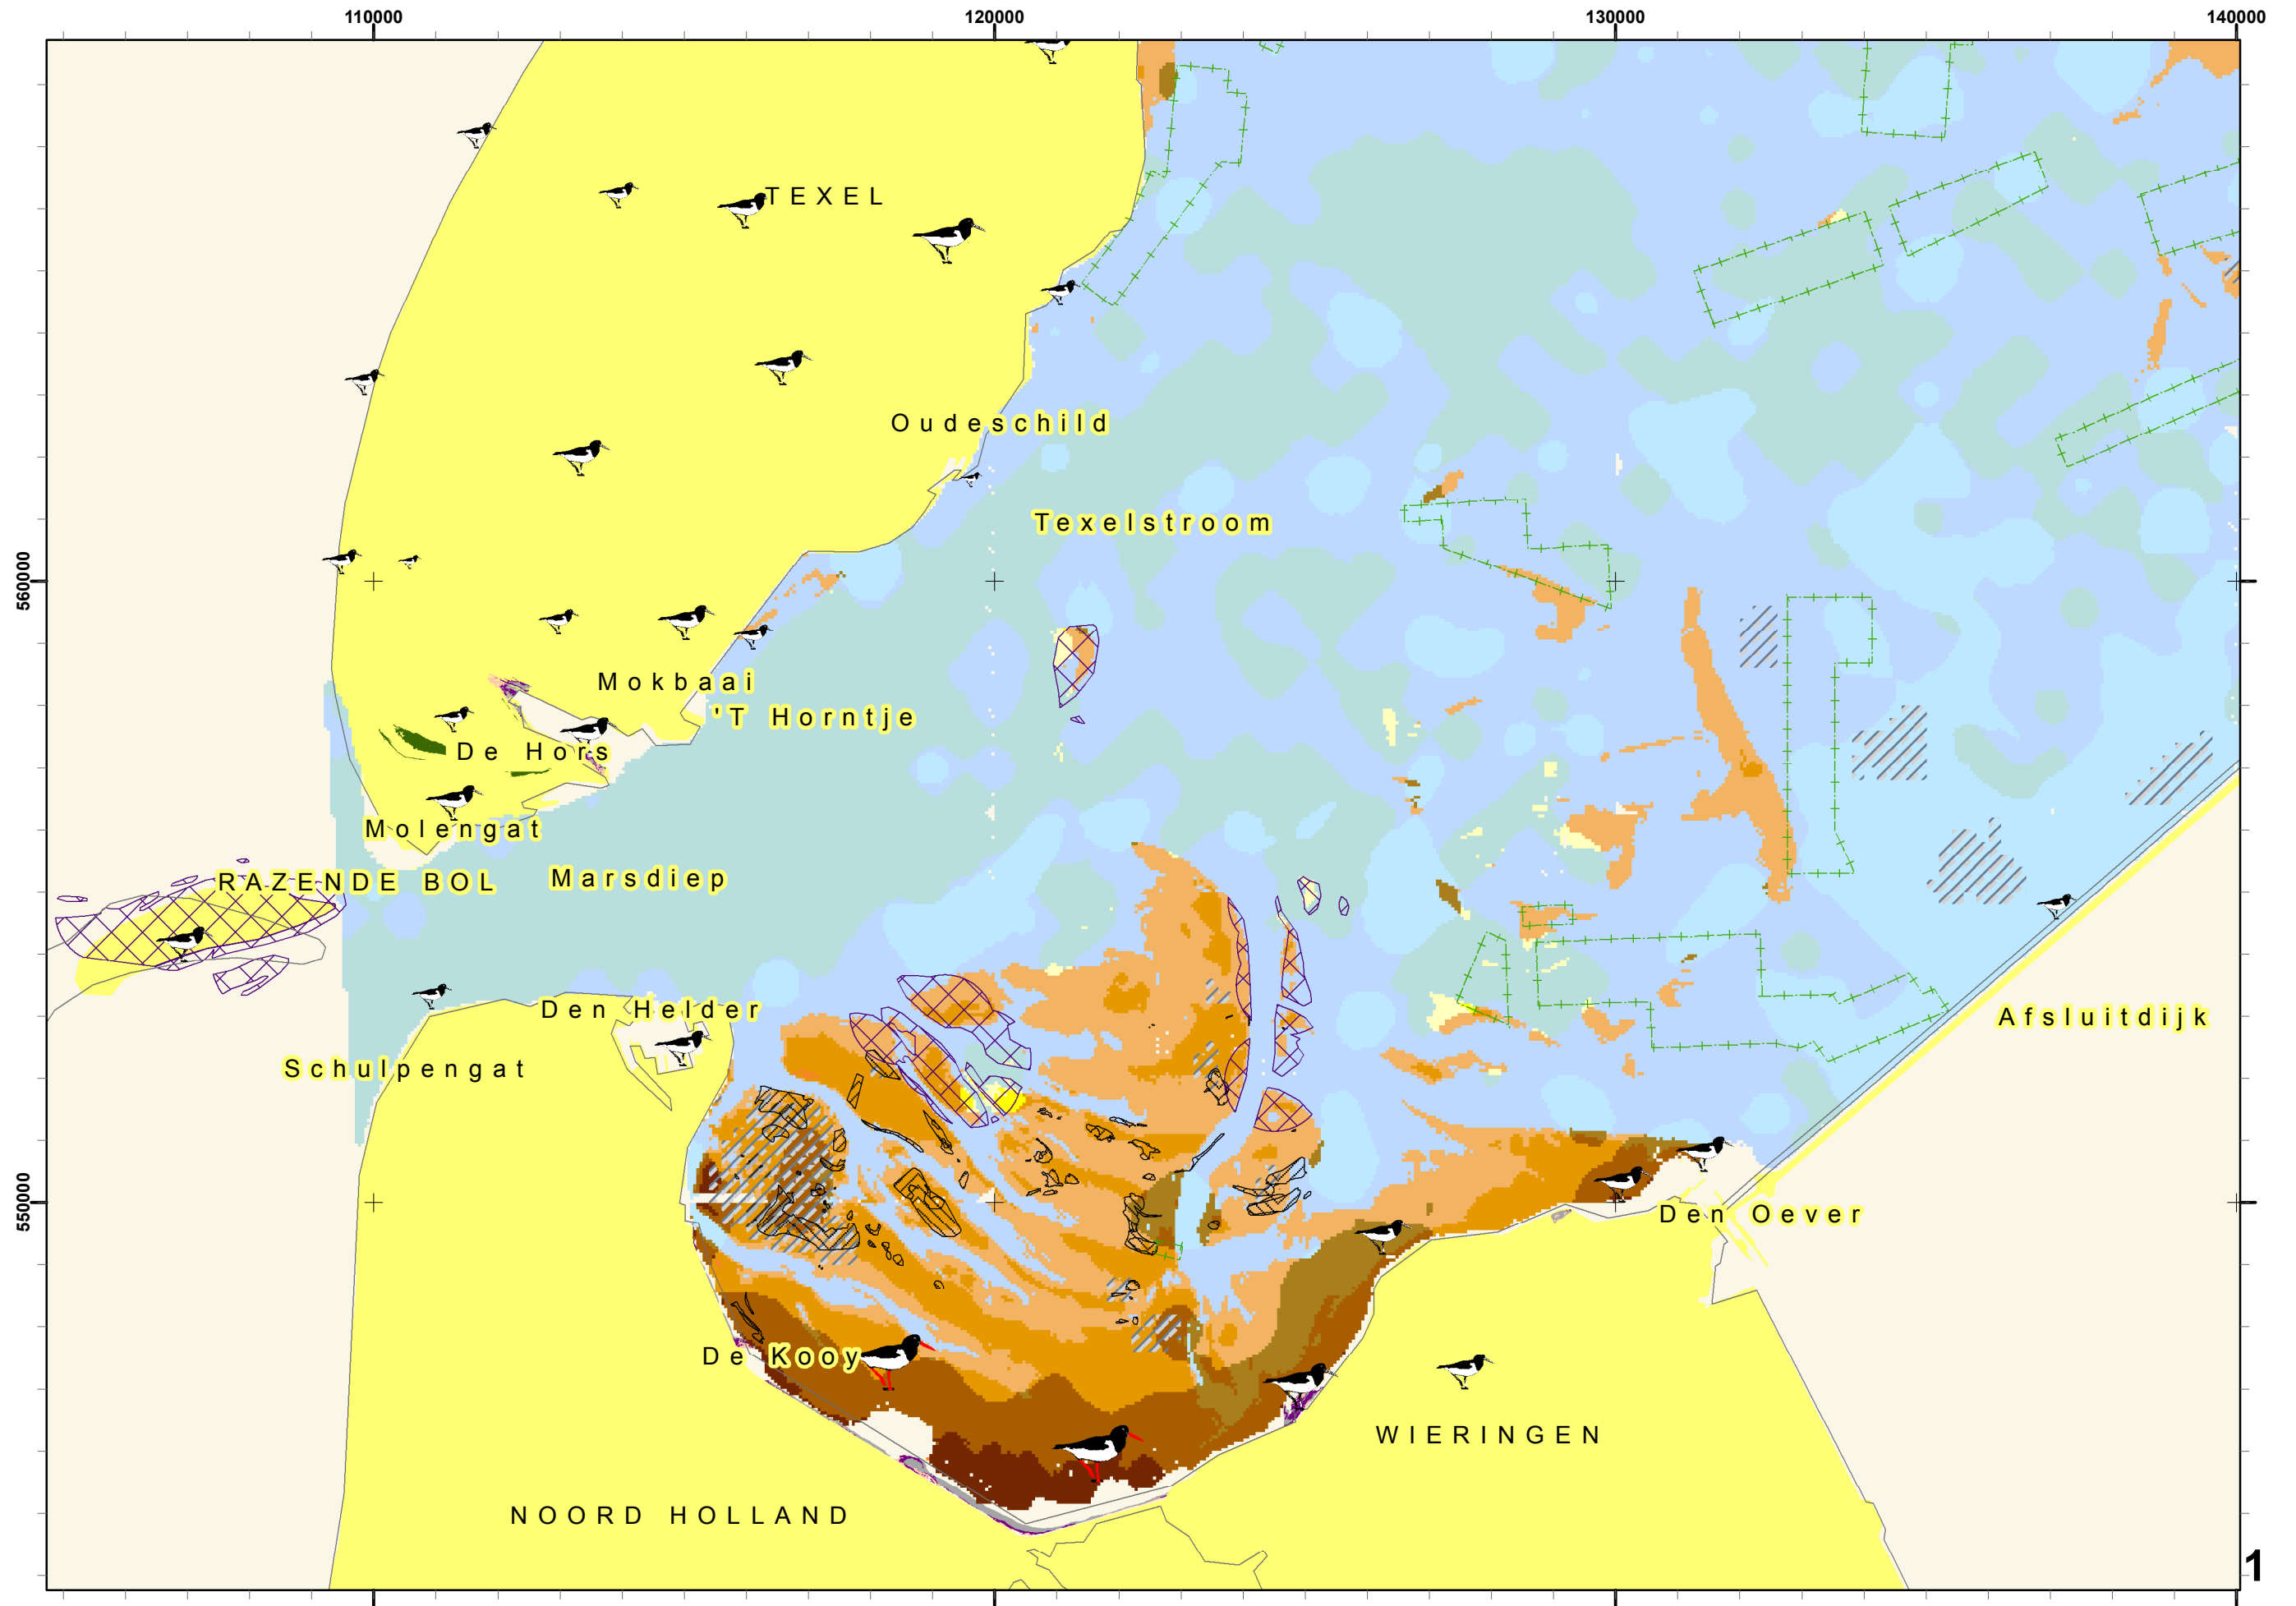 110000 120000 130000 140000
TEXEL
Oudeschild
Texelstroom
560000
Mokbaai
'T Horntje
De Hors
Molengat
RAZENDE BOL
Marsdiep
Den Helder
Afsluitdijk
Schulpengat
550000
Den Oever
De Kooy
WIERINGEN
NOORD HOLLAND
1